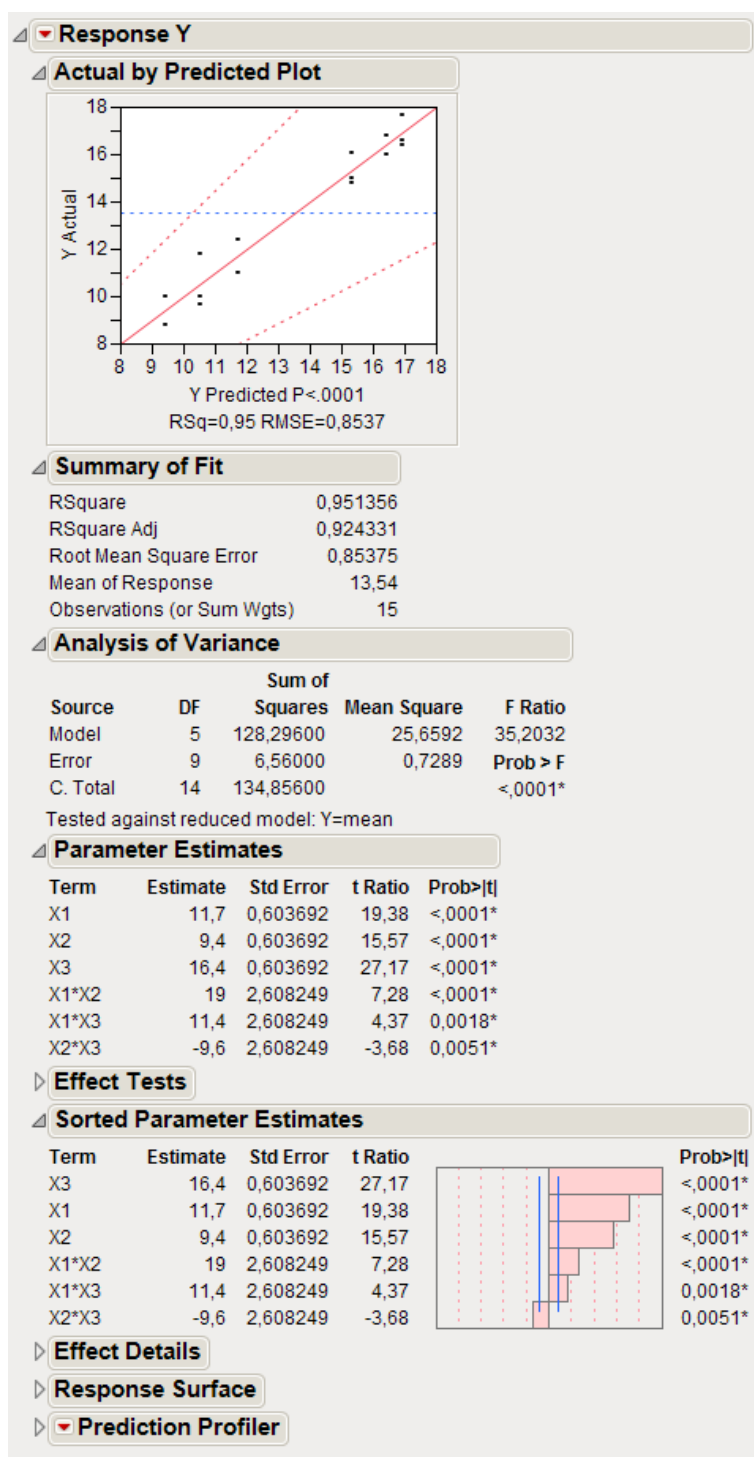 Response Y
Actual by Predicted Plot
18
16
14
12
10
8
Y Actual
8 9 10 11 12 13 14 15 16 17 18
Y Predicted P<.0001
RSq=0,95 RMSE=0,8537
Summary of Fit
RSquare 0,951356
RSquare Adj 0,924331
Root Mean Square Error 0,85375
Mean of Response 13,54
Observations (or Sum Wgts) 15
Analysis of Variance
Sum of
Source DF Squares Mean Square F Ratio
Model 5 128,29600 25,6592 35,2032
Error 9 6,56000 0,7289 Prob > F
C. Total 14 134,85600 <,0001*
Tested against reduced model: Y=mean
Parameter Estimates
Term Estimate Std Error t Ratio Prob>|t|
X1 11,7 0,603692 19,38 <,0001*
X2 9,4 0,603692 15,57 <,0001*
X3 16,4 0,603692 27,17 <,0001*
X1*X2 19 2,608249 7,28 <,0001*
X1*X3 11,4 2,608249 4,37 0,0018*
X2*X3 -9,6 2,608249 -3,68 0,0051*
Effect Tests
Sorted Parameter Estimates
Term Estimate Std Error t Ratio Prob>|t|
X3 16,4 0,603692 27,17 <,0001*
X1 11,7 0,603692 19,38 <,0001*
X2 9,4 0,603692 15,57 <,0001*
X1*X2 19 2,608249 7,28 <,0001*
X1*X3 11,4 2,608249 4,37 0,0018*
X2*X3 -9,6 2,608249 -3,68 0,0051*
Effect Details
Response Surface
Prediction Profiler